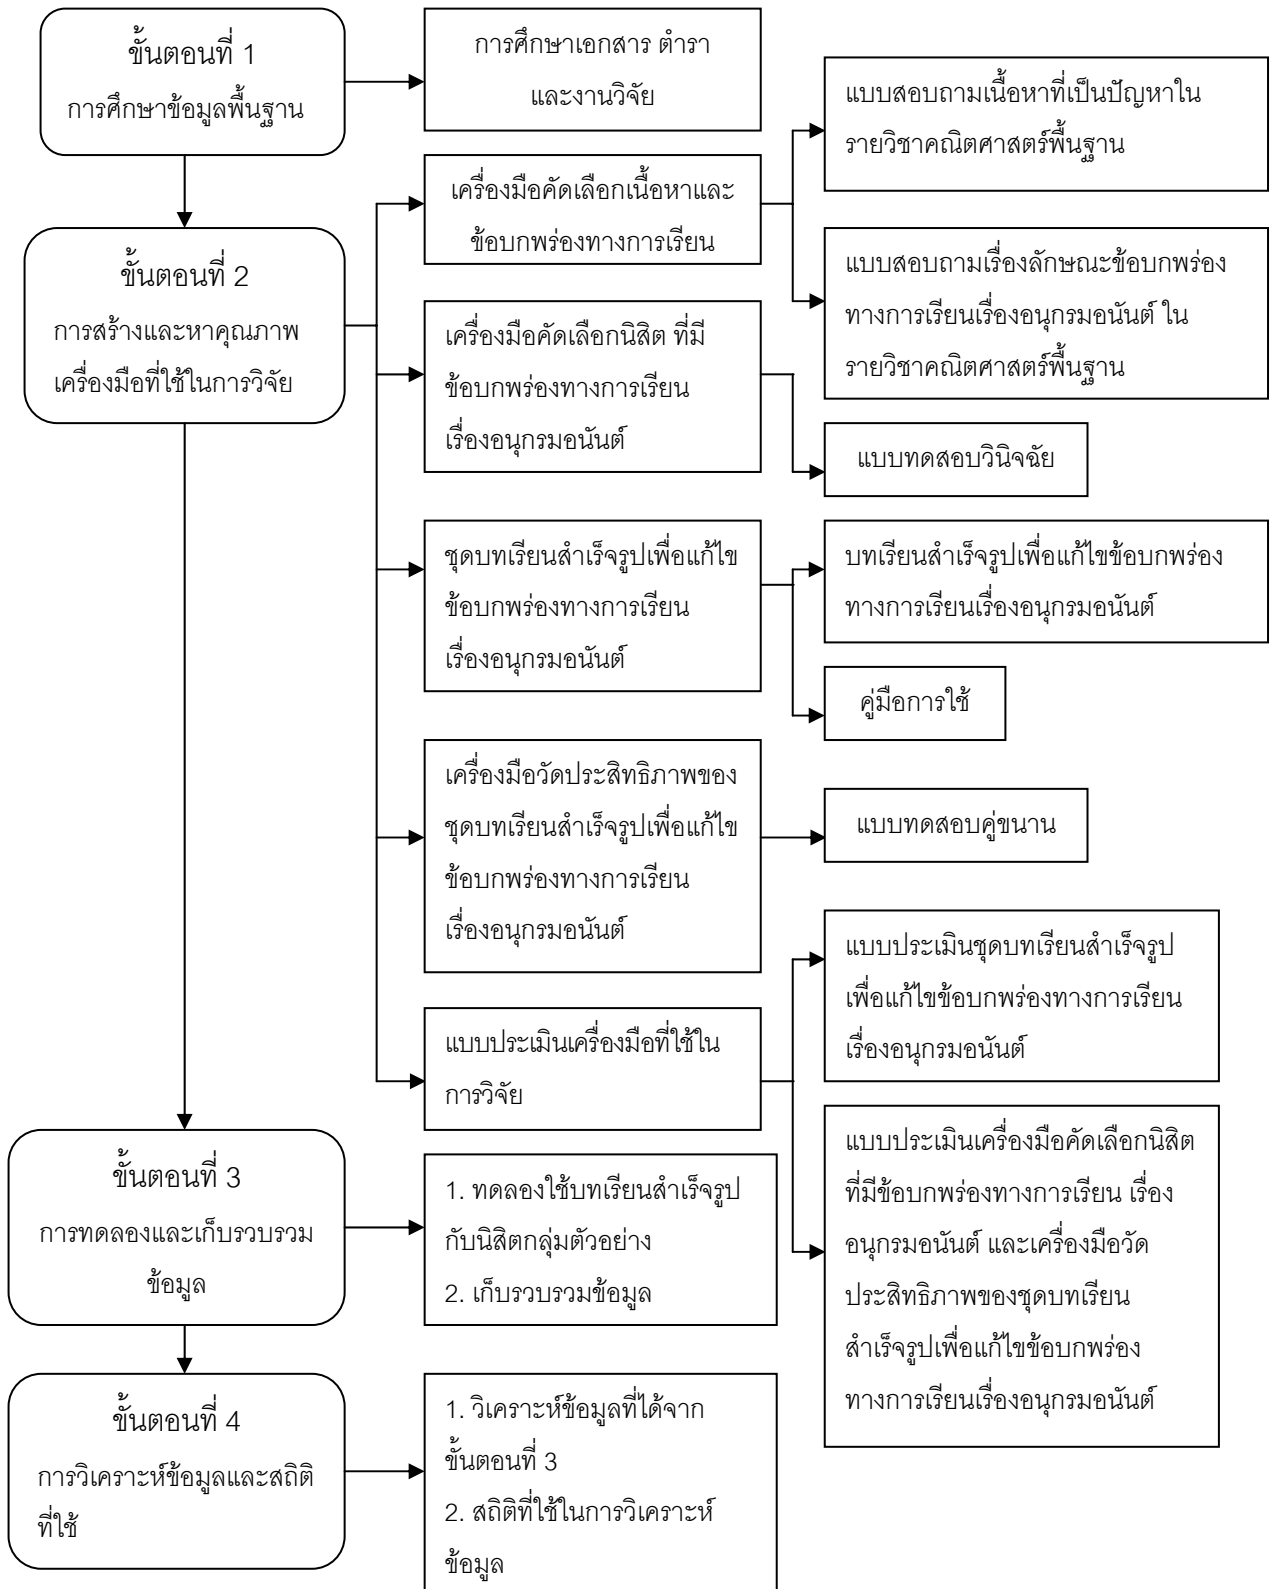 ขั้นตอนที่ 1
การศึกษาข้อมูลพื้นฐาน
การศึกษาเอกสาร ตำรา
และงานวิจัย
ขั้นตอนที่ 2
การสร้างและหาคุณภาพ
เครื่องมือที่ใช้ในการวิจัย
เครื่องมือคัดเลือกเนื้อหาและ
ข้อบกพร่องทางการเรียน
แบบสอบถามเนื้อหาที่เป็นปัญหาใน
รายวิชาคณิตศาสตร์พื้นฐาน
แบบสอบถามเรื่องลักษณะข้อบกพร่อง
ทางการเรียนเรื่องอนุกรมอนันต์ ใน
รายวิชาคณิตศาสตร์พื้นฐาน
เครื่องมือคัดเลือกนิสิต ที่มี
ข้อบกพร่องทางการเรียน
เรื่องอนุกรมอนันต์
แบบทดสอบวินิจฉัย
ชุดบทเรียนสำเร็จรูปเพื่อแก้ไข
ข้อบกพร่องทางการเรียน
เรื่องอนุกรมอนันต์
บทเรียนสำเร็จรูปเพื่อแก้ไขข้อบกพร่อง
ทางการเรียนเรื่องอนุกรมอนันต์
คู่มือการใช้
เครื่องมือวัดประสิทธิภาพของ
ชุดบทเรียนสำเร็จรูปเพื่อแก้ไข
ข้อบกพร่องทางการเรียน
เรื่องอนุกรมอนันต์
แบบทดสอบคู่ขนาน
แบบประเมินเครื่องมือที่ใช้ใน
การวิจัย
แบบประเมินชุดบทเรียนสำเร็จรูป
เพื่อแก้ไขข้อบกพร่องทางการเรียน
เรื่องอนุกรมอนันต์
แบบประเมินเครื่องมือคัดเลือกนิสิต
ที่มีข้อบกพร่องทางการเรียน เรื่อง
อนุกรมอนันต์ และเครื่องมือวัด
ประสิทธิภาพของชุดบทเรียน
สำเร็จรูปเพื่อแก้ไขข้อบกพร่อง
ทางการเรียนเรื่องอนุกรมอนันต์
ขั้นตอนที่ 3
การทดลองและเก็บรวบรวม
ข้อมูล
1. ทดลองใช้บทเรียนสำเร็จรูป
กับนิสิตกลุ่มตัวอย่าง
2. เก็บรวบรวมข้อมูล
ขั้นตอนที่ 4
การวิเคราะห์ข้อมูลและสถิติ
ที่ใช้
1. วิเคราะห์ข้อมูลที่ได้จาก
ขั้นตอนที่ 3
2. สถิติที่ใช้ในการวิเคราะห์
ข้อมูล